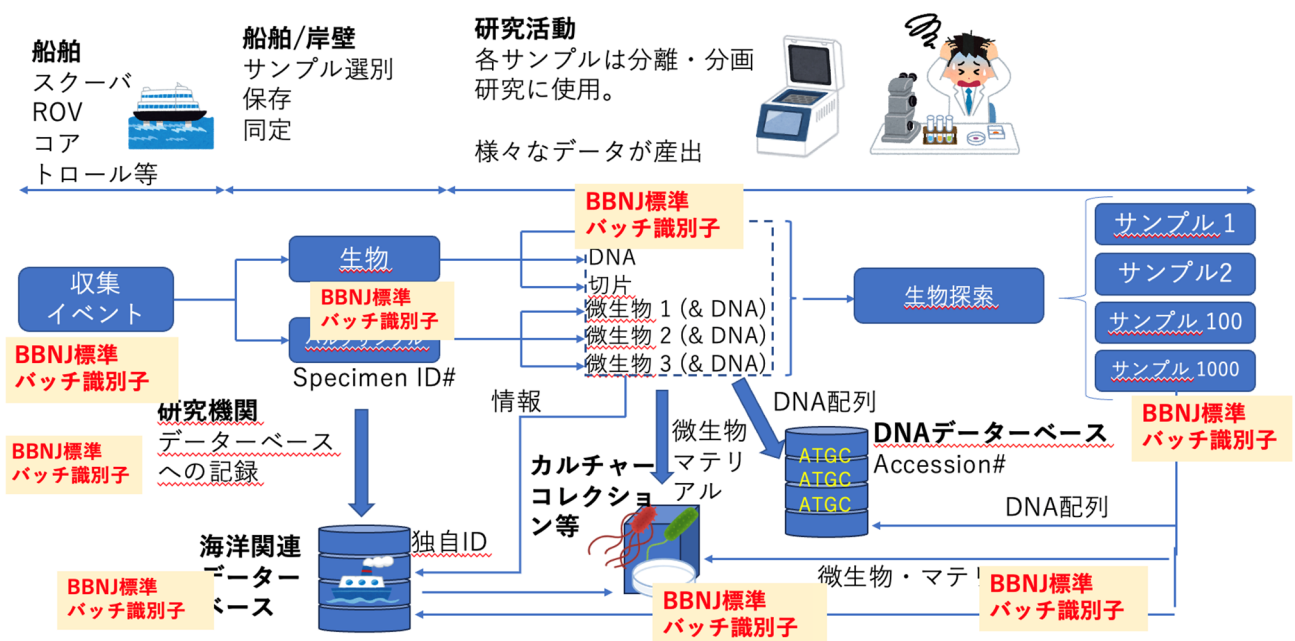 船舶
スクーバ
ROV
コア
トロール等
船舶/岸壁
サンプル選別
保存
同定
研究活動
各サンプルは分離・分画
研究に使用。
様々なデータが産出
BBNJ標準
バッチ識別子
収集
イベント
BBNJ標準
バッチ識別子
生物
BBNJ標準
バッチ識別子
Specimen ID#
DNA
切片
微生物 1 (& DNA)
微生物 2 (& DNA)
微生物 3 (& DNA)
生物探索
サンプル 1
サンプル2
サンプル 100
サンプル 1000
BBNJ標準
バッチ識別子
研究機関
データーベース
への記録
BBNJ標準
バッチ識別子
情報
カルチャー
コレクショ
ン等
微生物
マテリ
アル
DNA配列
DNAデーターベース
Accession#
ATGC
ATGC
ATGC
DNA配列
海洋関連
データー
ベース
独自ID
BBNJ標準
バッチ識別子
微生物・マテリ
BBNJ標準
バッチ識別子
BBNJ標準
バッチ識別子